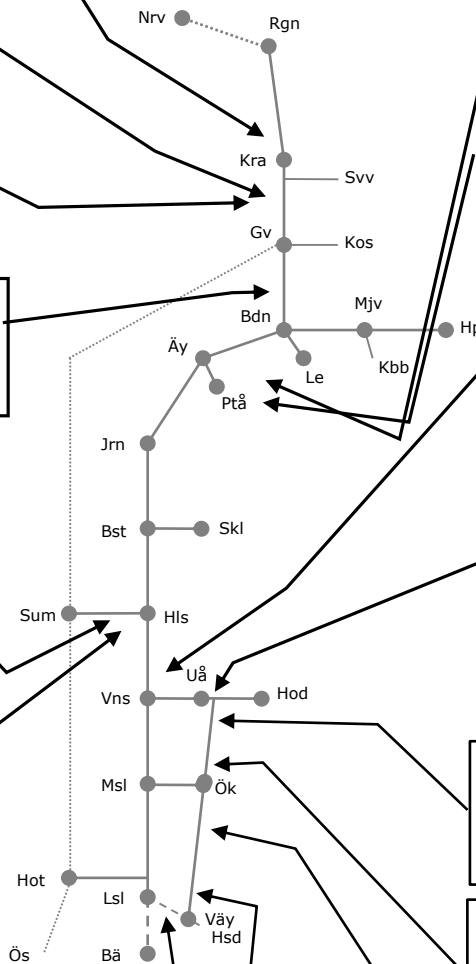 Nrv
Rgn
Kra
Svv
Gv
Kos
Bdn
Mjv
Hp
Äy
Le
Kbb
Ptå
Jrn
Bst
Skl
Sum
Hls
Uå
Vns
Hod
Msl
Ök
Hot
Lsl
Väy
Hsd
Ös
Bä